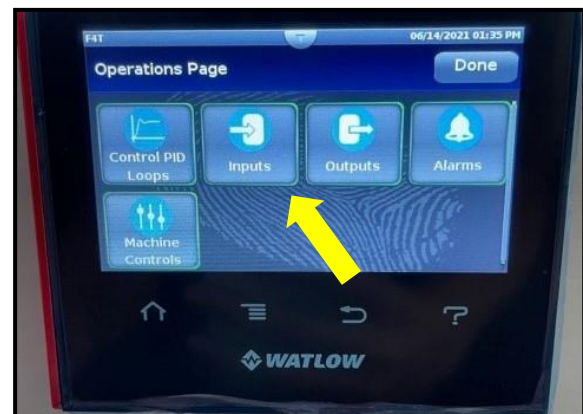 F4T
06/14/2021 01:35 PM
Operations Page
Done
Control PID
Loops
Inputs
Outputs
Alarms
Machine
Controls
WATLOW